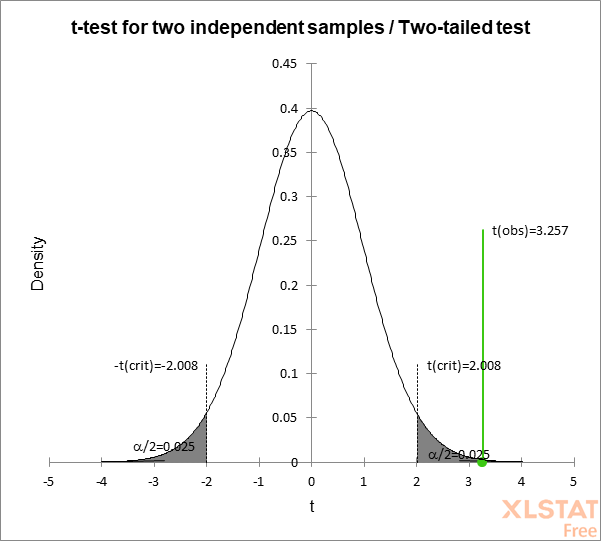 t-test for two independent samples / Two-tailed test
0.45
0.4
0.35
0.3
0.25
0.2
0.15
0.1
0.05
0
Density
t(obs)=3.257
-t(crit)=-2.008
t(crit)=2.008
α/2=0.025
α/2=0.025
-5 -4 -3 -2 -1 0 1 2 3 4 5
t
XLSTAT
Free